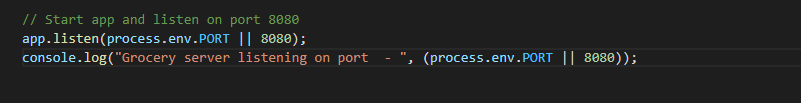 // Start app and listen on port 8080
app.listen(process.env.PORT || 8080);
console.log("Grocery server listening on port  - ", (process.env.PORT || 8080));